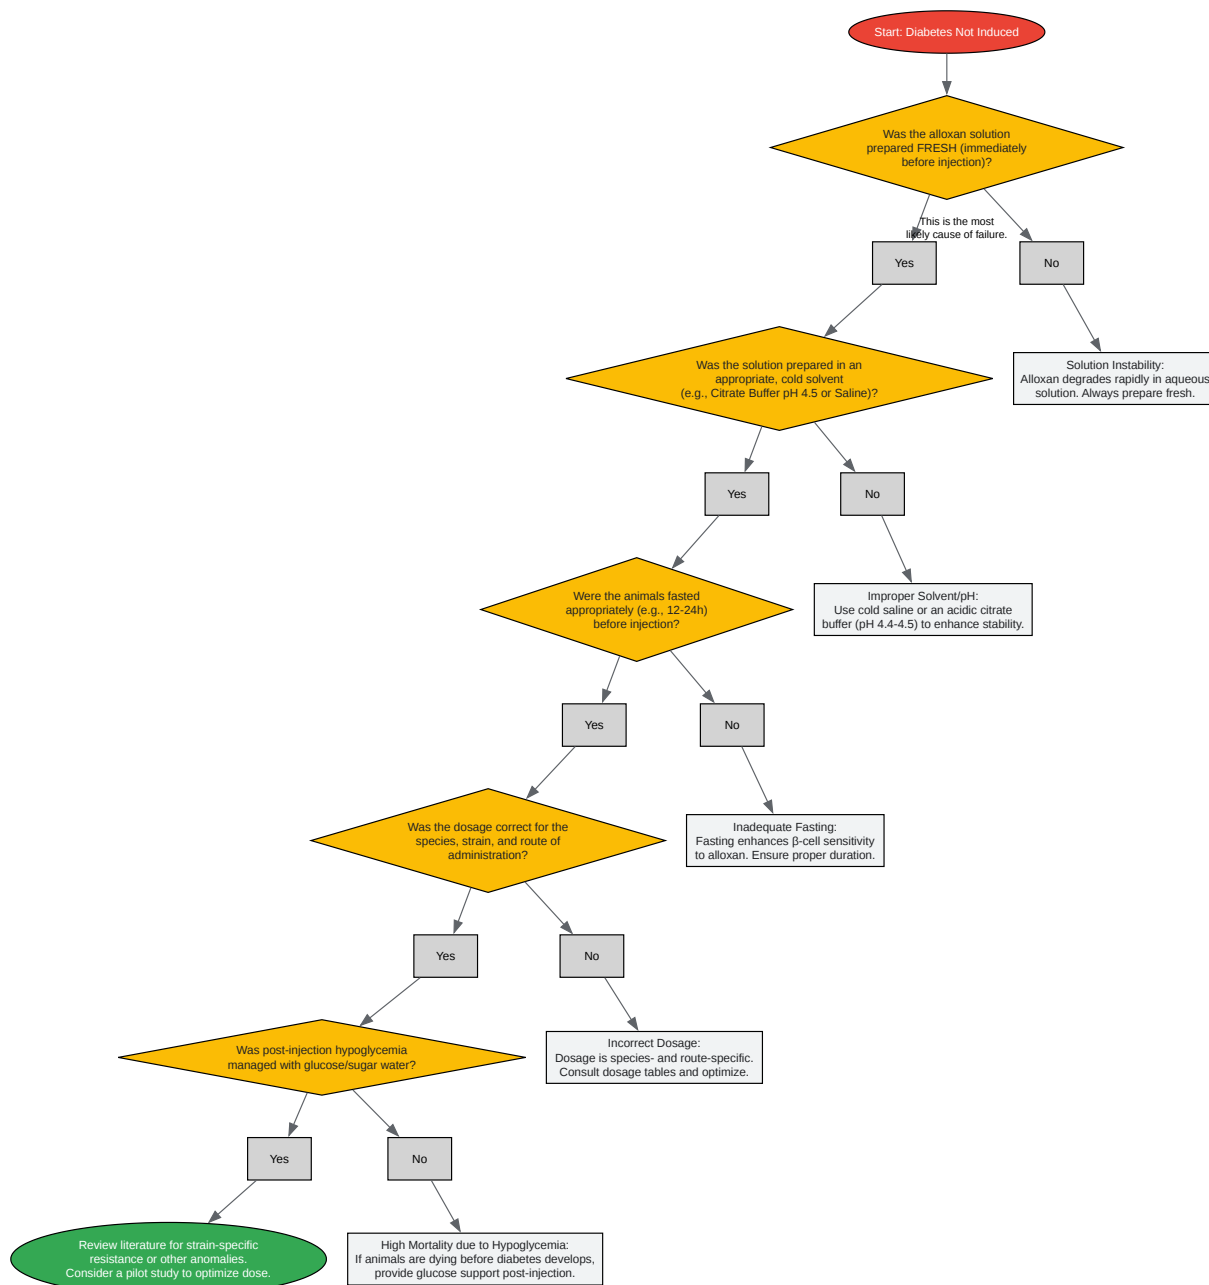 Start: Diabetes Not Induced
Was the alloxan solution
prepared FRESH (immediately
before injection)?
This is the most
likely cause of failure.
Yes
No
Was the solution prepared in an
appropriate, cold solvent
(e.g., Citrate Buffer pH 4.5 or Saline)?
Solution Instability:
Alloxan degrades rapidly in aqueous
solution. Always prepare fresh.
Yes
No
Were the animals fasted
appropriately (e.g., 12-24h)
before injection?
Improper Solvent/pH:
Use cold saline or an acidic citrate
buffer (pH 4.4-4.5) to enhance stability.
Yes
No
Was the dosage correct for the
species, strain, and route of
administration?
Inadequate Fasting:
Fasting enhances β-cell sensitivity
to alloxan. Ensure proper duration.
Yes
No
Was post-injection hypoglycemia
managed with glucose/sugar water?
Incorrect Dosage:
Dosage is species- and route-specific.
Consult dosage tables and optimize.
Yes
No
Review literature for strain-specific
resistance or other anomalies.
Consider a pilot study to optimize dose.
High Mortality due to Hypoglycemia:
If animals are dying before diabetes develops,
provide glucose support post-injection.